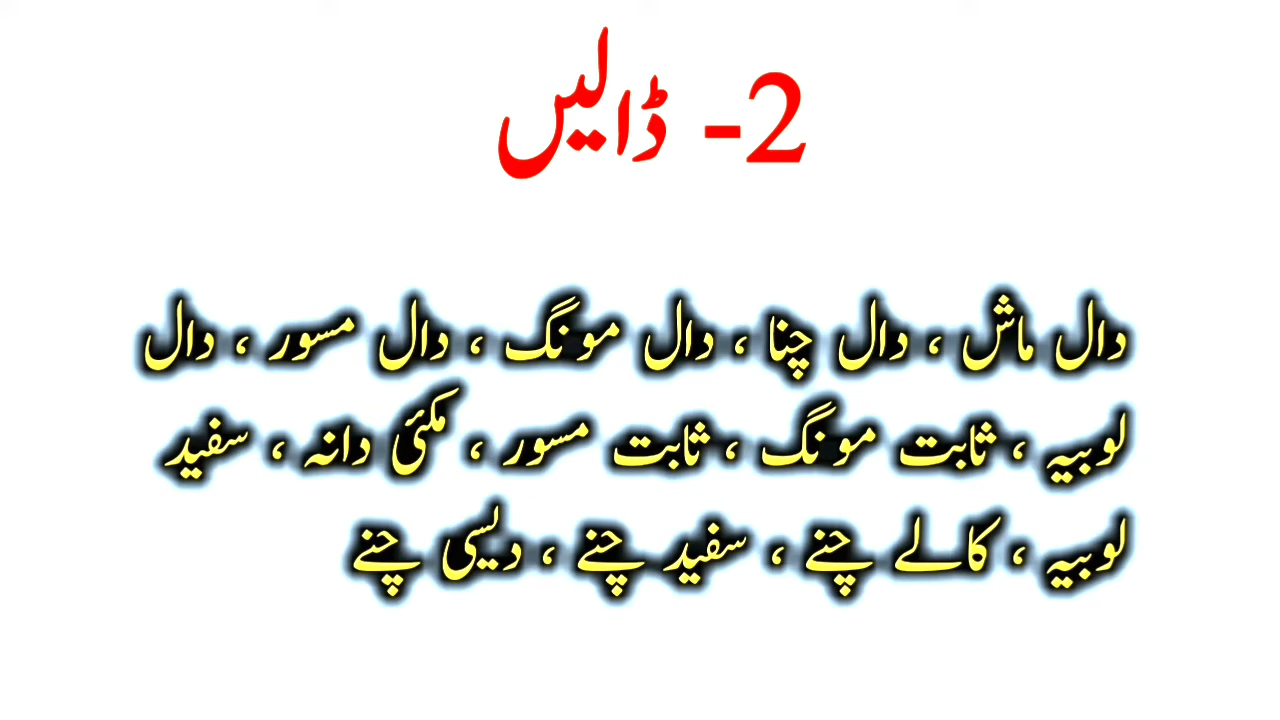 2- ڈالیں
دال ماش ، دال چنا ، دال مونگ ، دال مسور ، دال
لوبیہ ، ثابت مونگ ، ثابت مسور ، مکئی دانہ ، سفید
لوبیہ ، کالے چنے ، سفید چنے ، دیسی چنے